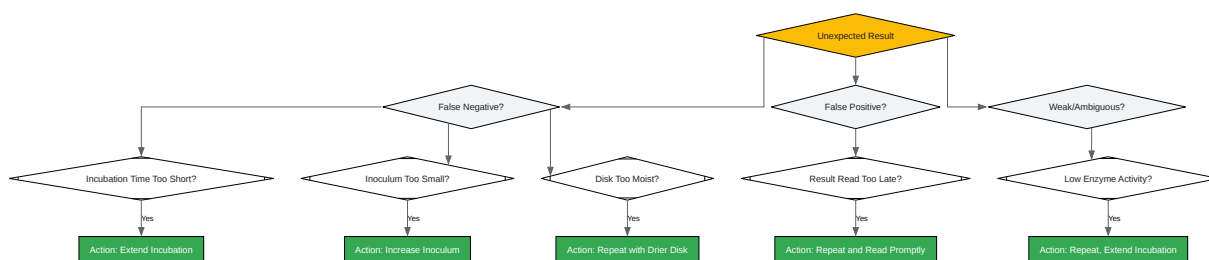 Unexpected Result
False Negative?
False Positive?
Weak/Ambiguous?
Incubation Time Too Short?
Inoculum Too Small?
Disk Too Moist?
Result Read Too Late?
Low Enzyme Activity?
Yes
Yes
Yes
Yes
Yes
Action: Extend Incubation
Action: Increase Inoculum
Action: Repeat with Drier Disk
Action: Repeat and Read Promptly
Action: Repeat, Extend Incubation